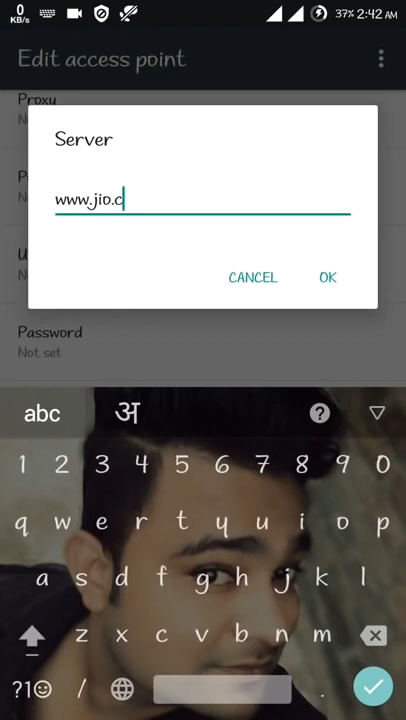 0
KB/s
37% 2:42 AM
Edit access point
Proxy
N
Server
P
N
www.jio.c
U
N
CANCEL OK
Password
Not set
abc अ ?
1 2 3 4 5 6 7 8 9 0
q w e r t y u i o p
a s d f g h j k l
z x c v b n m
?1☺ / .